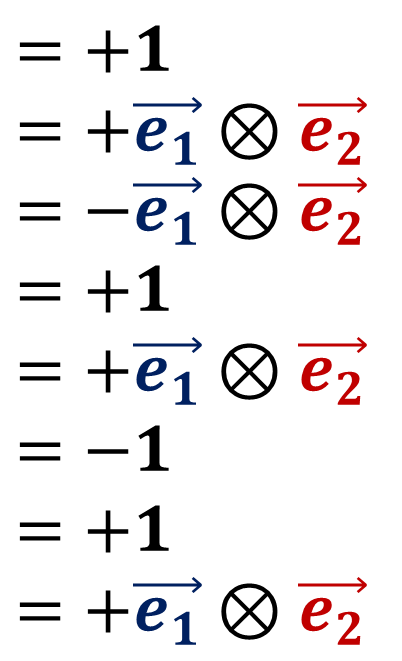 = +1
= +e₁⃗ ⊗ e₂⃗
= −e₁⃗ ⊗ e₂⃗
= +1
= +e₁⃗ ⊗ e₂⃗
= −1
= +1
= +e₁⃗ ⊗ e₂⃗